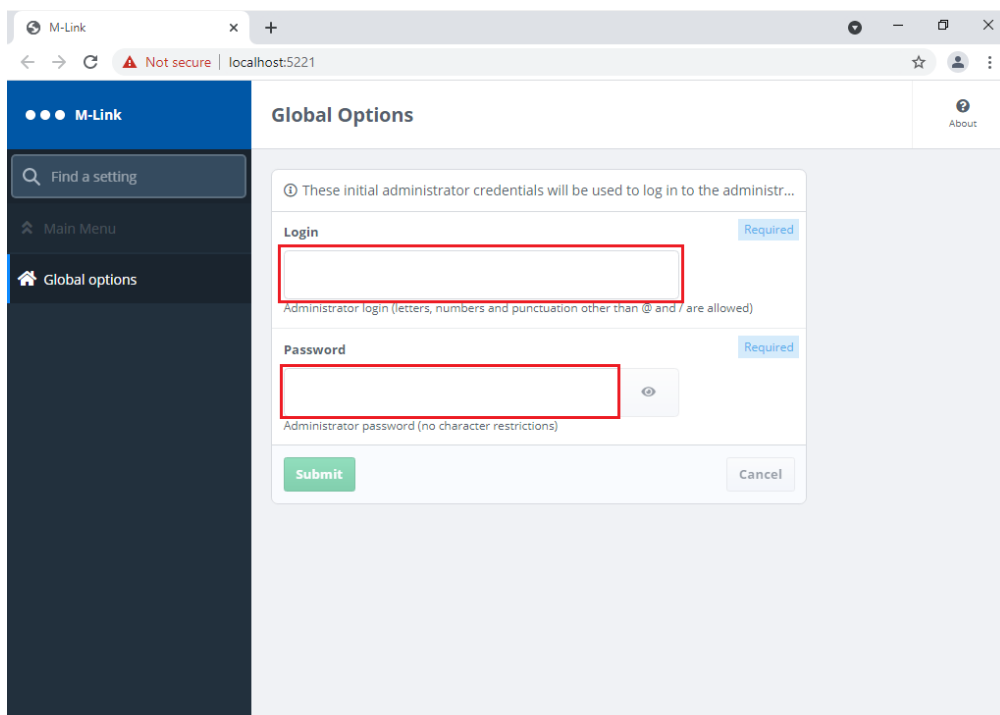 M-Link
Not secure | localhost:5221
M-Link
Global Options
About
Find a setting
Main Menu
Global options
These initial administrator credentials will be used to log in to the administr...
Login
Required
Administrator login (letters, numbers and punctuation other than @ and / are allowed)
Password
Required
Administrator password (no character restrictions)
Submit
Cancel